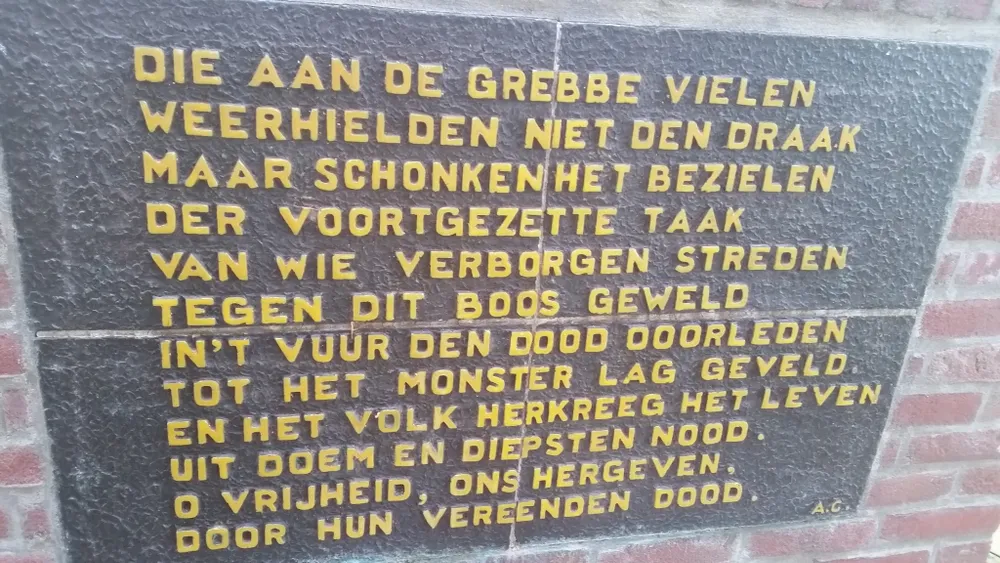 DIE AAN DE GREBBE VIELEN
WEERHIELDEN NIET DEN DRAAK
MAAR SCHONKEN HET BEZIELEN
DER VOORTGEZETTE TAAK
VAN WIE VERBORGEN STREDEN
TEGEN DIT BOOS GEWELD
IN'T VUUR DEN DOOD DOORLEDEN
TOT HET MONSTER LAG GEVELD.
EN HET VOLK HERKREEG HET LEVEN
UIT DOEM EN DIEPSTEN NOOD.
O VRIJHEID, ONS HERGEVEN,
DOOR HUN VEREENDEN DOOD.
A.C.